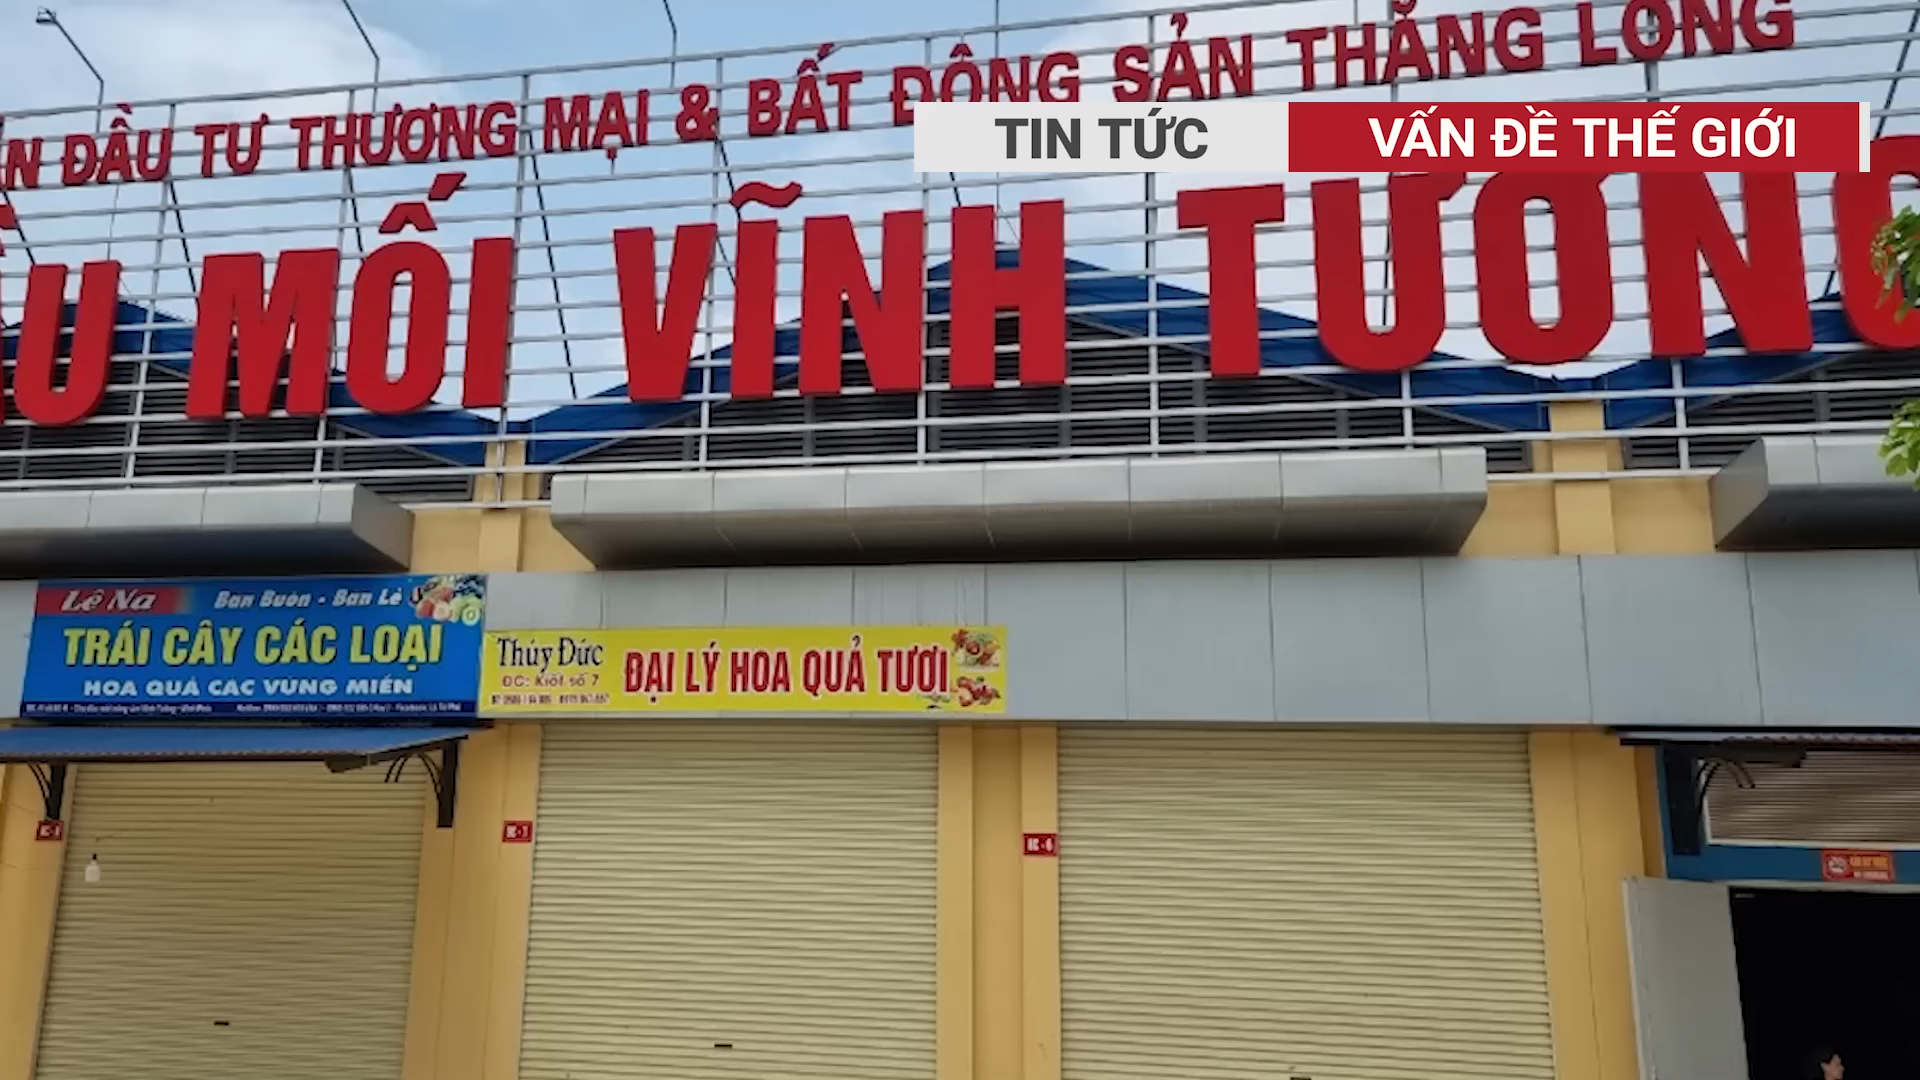 ĐẦU TƯ THƯƠNG MẠI & BẤT ĐỘNG SẢN THĂNG LONG
TIN TỨC VẤN ĐỀ THẾ GIỚI
MỐI VĨNH TƯỜNG
Lê Na Bán Buôn - Bán Lẻ
TRÁI CÂY CÁC LOẠI
HOA QUẢ CÁC VÙNG MIỀN
Thúy Đức
ĐC: Kiốt số 7
ĐẠI LÝ HOA QUẢ TƯƠI